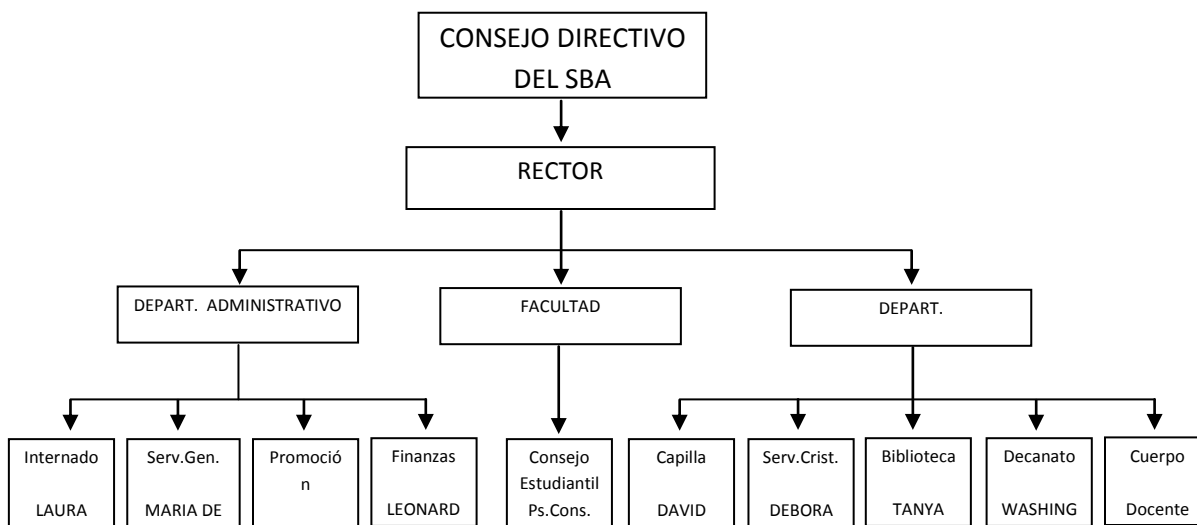 CONSEJO DIRECTIVO
DEL SBA
RECTOR
DEPART. ADMINISTRATIVO
FACULTAD
DEPART.
Internado
LAURA
Serv.Gen.
MARIA DE
Promoció
n
Finanzas
LEONARD
Consejo
Estudiantil
Ps.Cons.
Capilla
DAVID
Serv.Crist.
DEBORA
Biblioteca
TANYA
Decanato
WASHING
Cuerpo
Docente